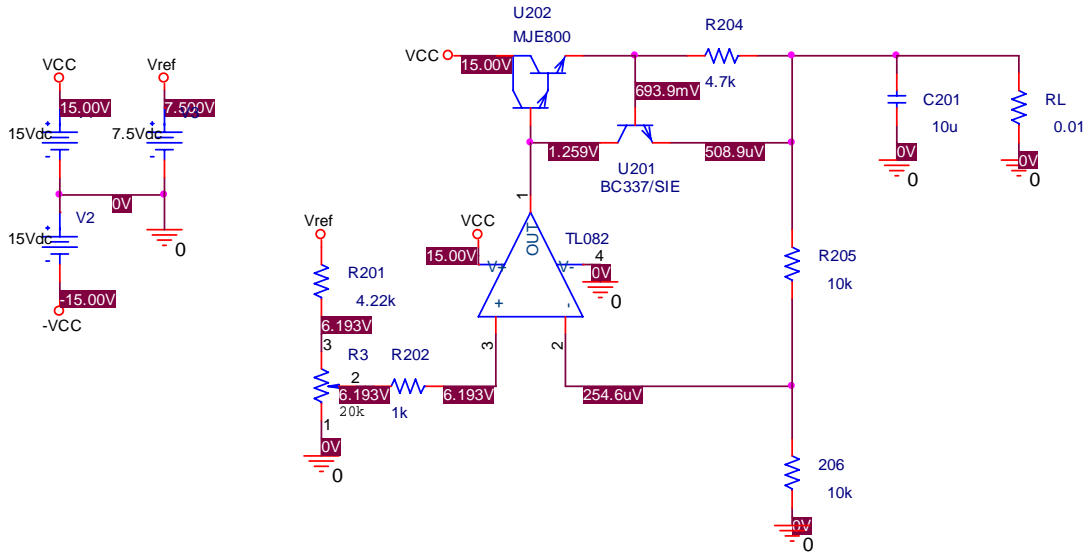 U202
MJE800
R204
4.7k
VCC
15.00V
693.9mV
VCC
Vref
15.00V
7.500V
15Vdc
7.5Vdc
C201
10u
RL
0.01
0V
0V
1.259V
508.9uV
U201
BC337/SIE
0V
V2
0
15Vdc
-15.00V
-VCC
1
OUT
TL082
VCC
15.00V
V+
V-
4
0V
0
+
-
3
2
Vref
R201
4.22k
6.193V
3
R3
2
20k
1
0V
0
6.193V
R202
1k
6.193V
254.6uV
R205
10k
206
10k
0V
0